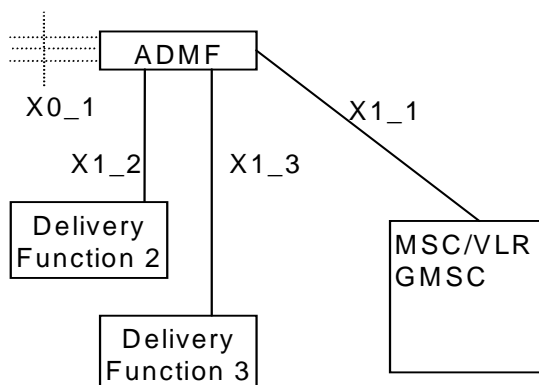 ADMF
X0_1
X1_1
X1_2
X1_3
Delivery
Function 2
MSC/VLR
GMSC
Delivery
Function 3